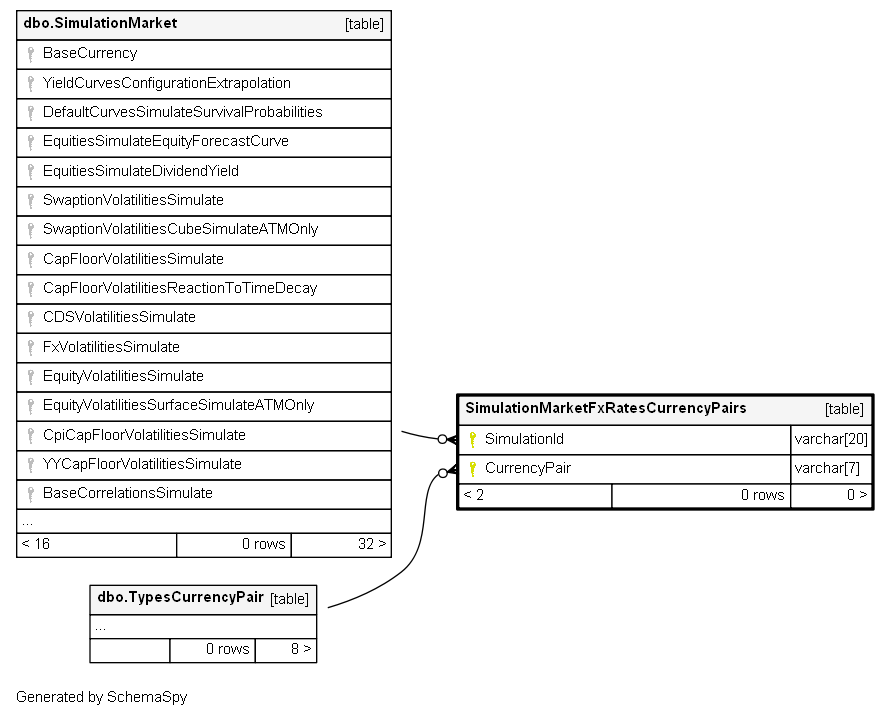 dbo.SimulationMarket [table]
BaseCurrency
YieldCurvesConfigurationExtrapolation
DefaultCurvesSimulateSurvivalProbabilities
EquitiesSimulateEquityForecastCurve
EquitiesSimulateDividendYield
SwaptionVolatilitiesSimulate
SwaptionVolatilitiesCubeSimulateATMOnly
CapFloorVolatilitiesSimulate
CapFloorVolatilitiesReactionToTimeDecay
CDSVolatilitiesSimulate
FxVolatilitiesSimulate
EquityVolatilitiesSimulate
EquityVolatilitiesSurfaceSimulateATMOnly
CpiCapFloorVolatilitiesSimulate
YYCapFloorVolatilitiesSimulate
BaseCorrelationsSimulate
...
< 16 0 rows 32 >
SimulationMarketFxRatesCurrencyPairs [table]
SimulationId varchar[20]
CurrencyPair varchar[7]
< 2 0 rows 0 >
dbo.TypesCurrencyPair [table]
...
0 rows 8 >
Generated by SchemaSpy